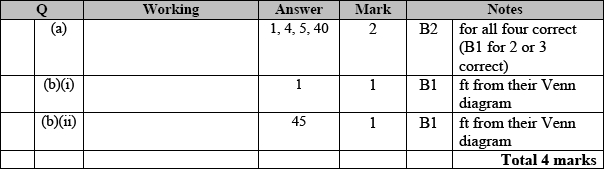 Q Working Answer Mark Notes
(a) 1, 4, 5, 40 2 B2 for all four correct
(B1 for 2 or 3
correct)
(b)(i) 1 1 B1 ft from their Venn
diagram
(b)(ii) 45 1 B1 ft from their Venn
diagram
Total 4 marks